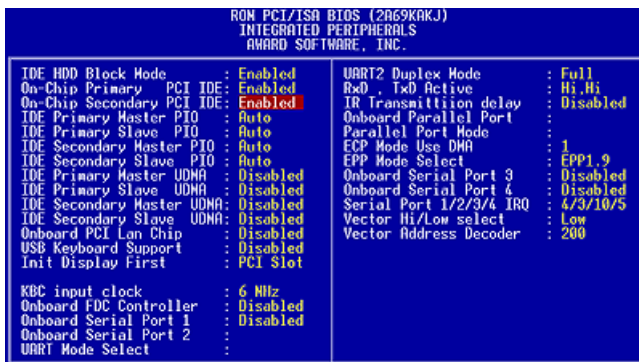 RON PCI/ISA BIOS (2A69KAKJ)
INTEGRATED PERIPHERALS
AWARD SOFTWARE, INC.
IDE HDD Block Mode : Enabled
On-Chip Primary PCI IDE: Enabled
On-Chip Secondary PCI IDE: Enabled
IDE Primary Master PIO : Auto
IDE Primary Slave PIO : Auto
IDE Secondary Master PIO : Auto
IDE Secondary Slave PIO : Auto
IDE Primary Master UDMA: Disabled
IDE Primary Slave UDMA: Disabled
IDE Secondary Master UDMA: Disabled
IDE Secondary Slave UDMA: Disabled
Onboard PCI Lan Chip : Disabled
USB Keyboard Support : Disabled
Init Display First : PCI Slot
KBC input clock : 6 MHz
Onboard FDC Controller : Disabled
Onboard Serial Port 1 : Disabled
Onboard Serial Port 2 :
UART Mode Select :
UART2 Duplex Mode : Full
RxD , TxD Active : Hi,Hi
IR Transmittiion delay : Disabled
Onboard Parallel Port :
Parallel Port Mode :
ECP Mode Use DMA : 1
EPP Mode Select : EPP1.9
Onboard Serial Port 3 : Disabled
Onboard Serial Port 4 : Disabled
Serial Port 1/2/3/4 IRQ : 4/3/10/5
Vector Hi/Low select : Low
Vector Address Decoder : 200